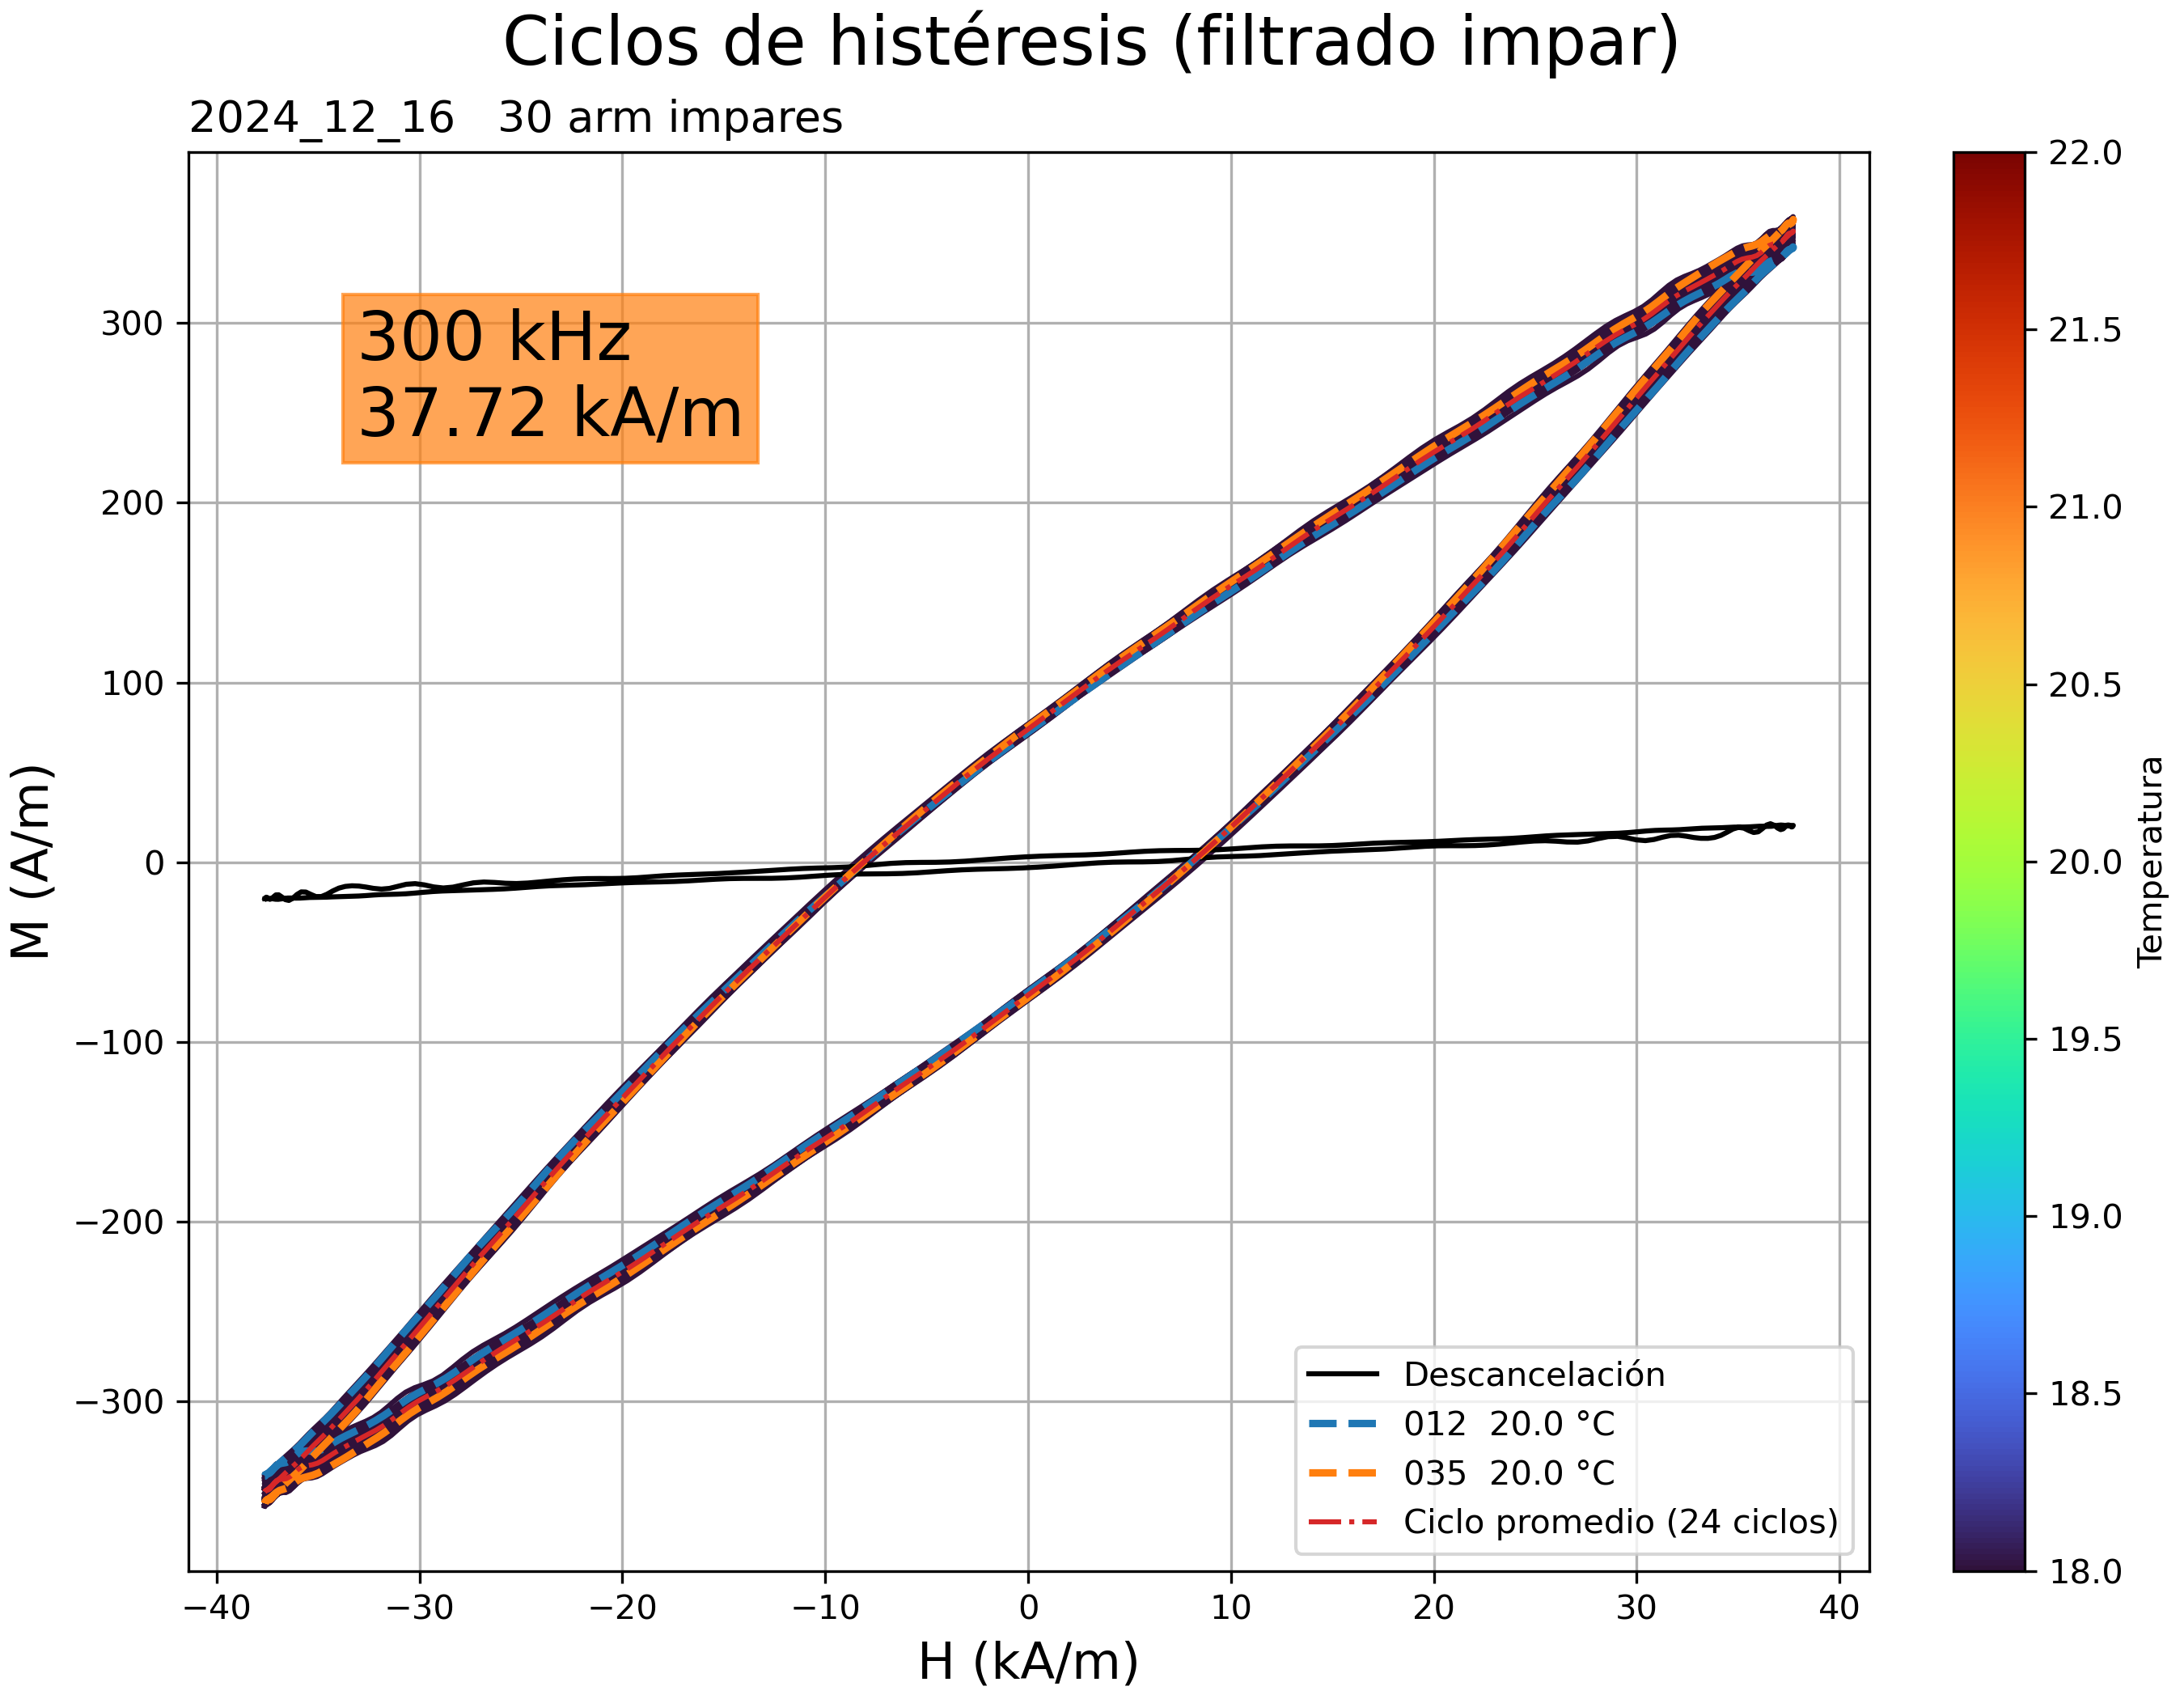 Ciclos de histéresis (filtrado impar)
2024_12_16   30 arm impares
300 kHz
37.72 kA/m
M (A/m)
300
200
100
0
−100
−200
−300
−40
−30
−20
−10
0
10
20
30
40
H (kA/m)
Descancelación
012  20.0 °C
035  20.0 °C
Ciclo promedio (24 ciclos)
22.0
21.5
21.0
20.5
20.0
19.5
19.0
18.5
18.0
Temperatura